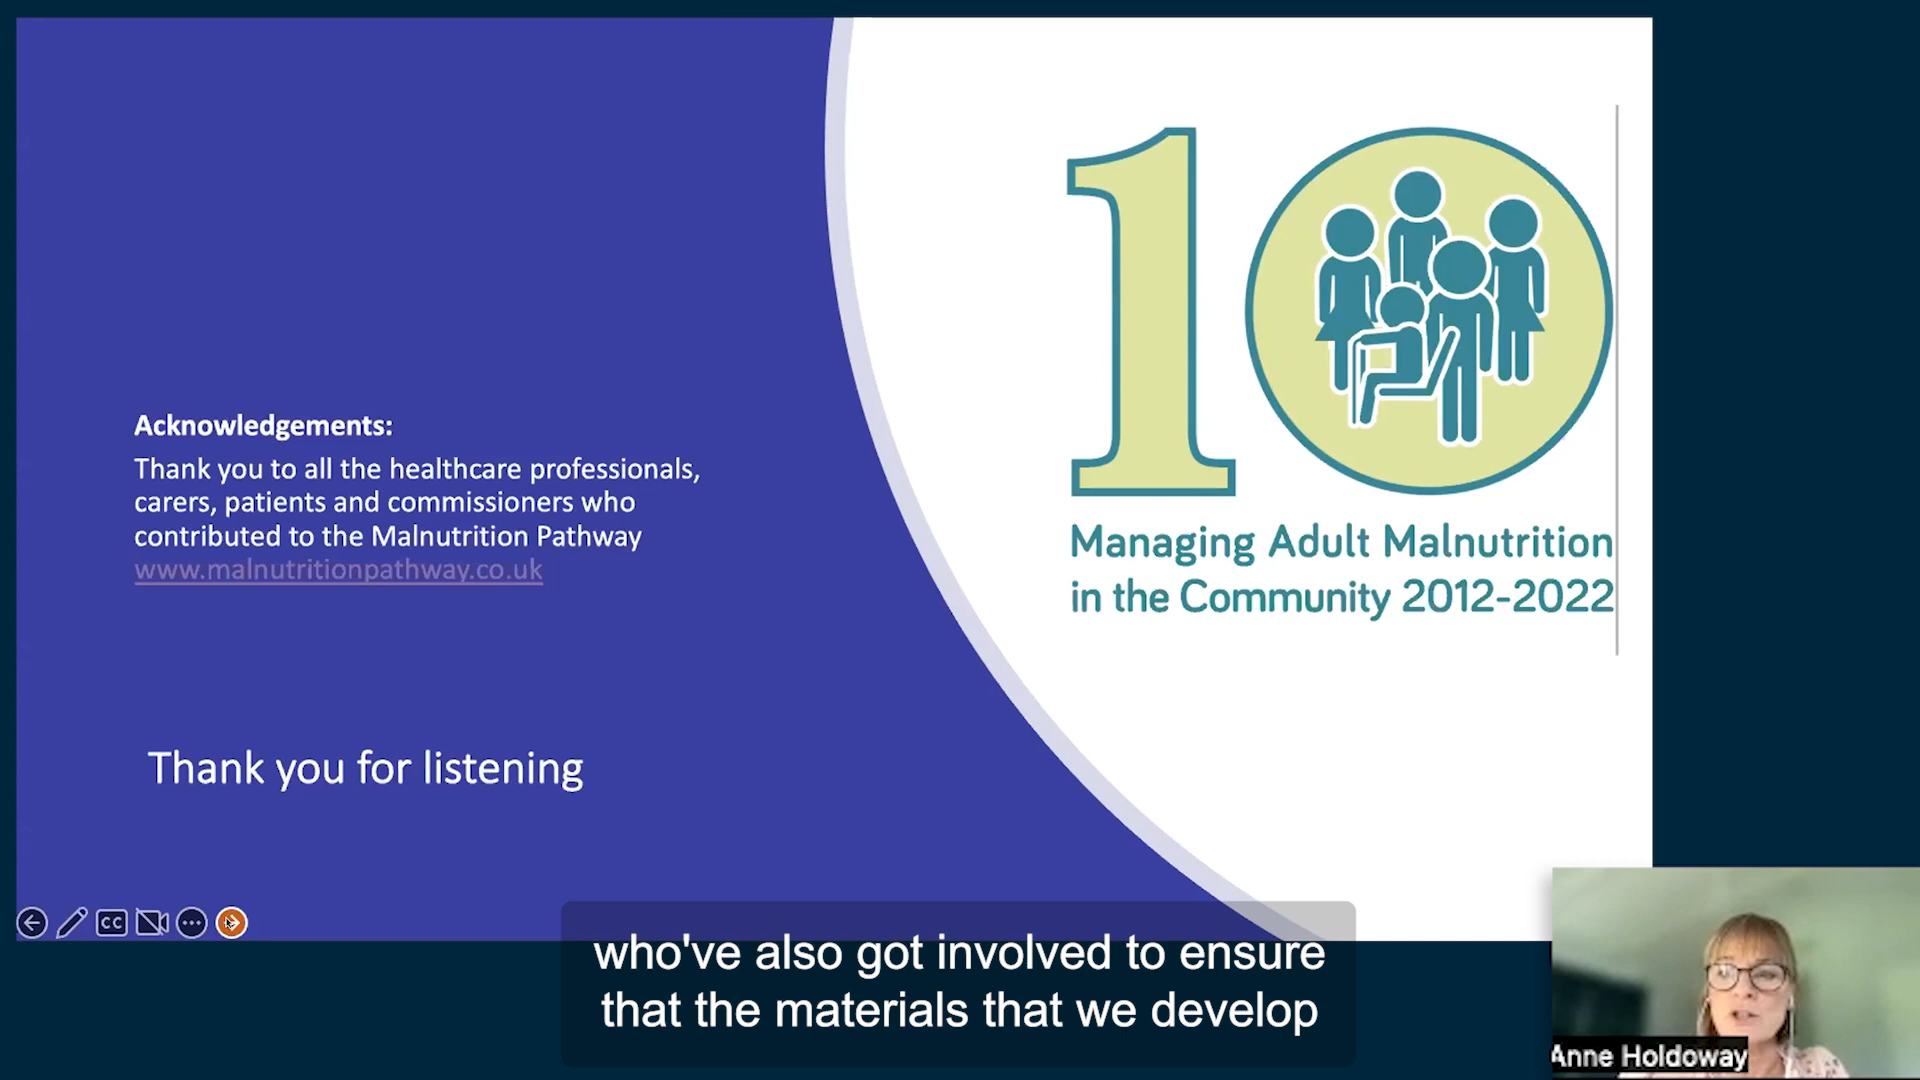 Acknowledgements:
Thank you to all the healthcare professionals,
carers, patients and commissioners who
contributed to the Malnutrition Pathway
www.malnutritionpathway.co.uk
Thank you for listening
10
Managing Adult Malnutrition
in the Community 2012-2022
CC
who've also got involved to ensure
that the materials that we develop
Anne Holdoway